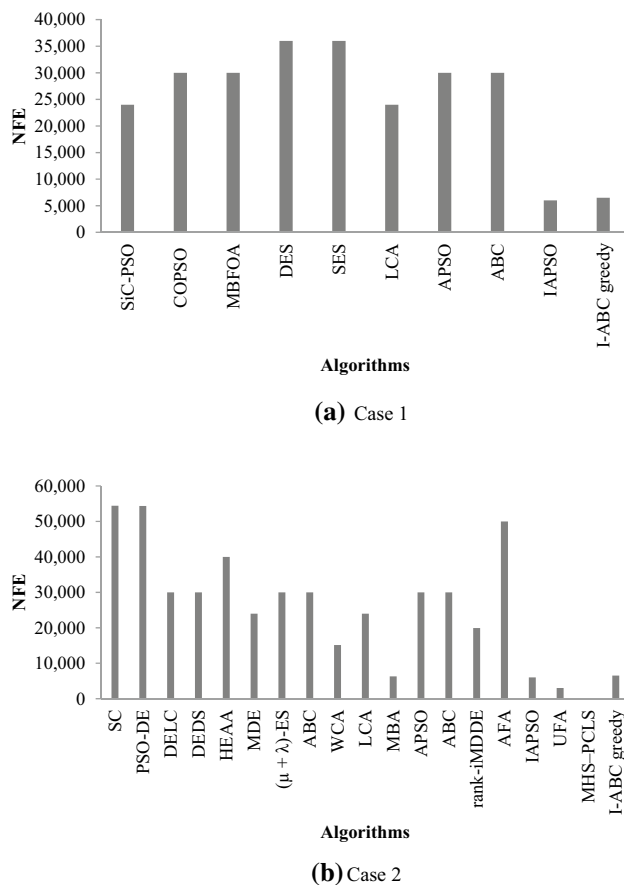 40,000
35,000
30,000
25,000
20,000
15,000
10,000
5,000
0
NFE
SiC-PSO
COPSO
MBFOA
DES
SES
LCA
APSO
ABC
IAPSO
I-ABC greedy
Algorithms
(a) Case 1
60,000
50,000
40,000
30,000
20,000
10,000
0
NFE
SC
PSO-DE
DELC
DEDS
HEAA
MDE
(μ + λ)-ES
ABC
WCA
LCA
MBA
APSO
ABC
rank-iMDDE
AFA
IAPSO
UFA
MHS–PCLS
I-ABC greedy
Algorithms
(b) Case 2